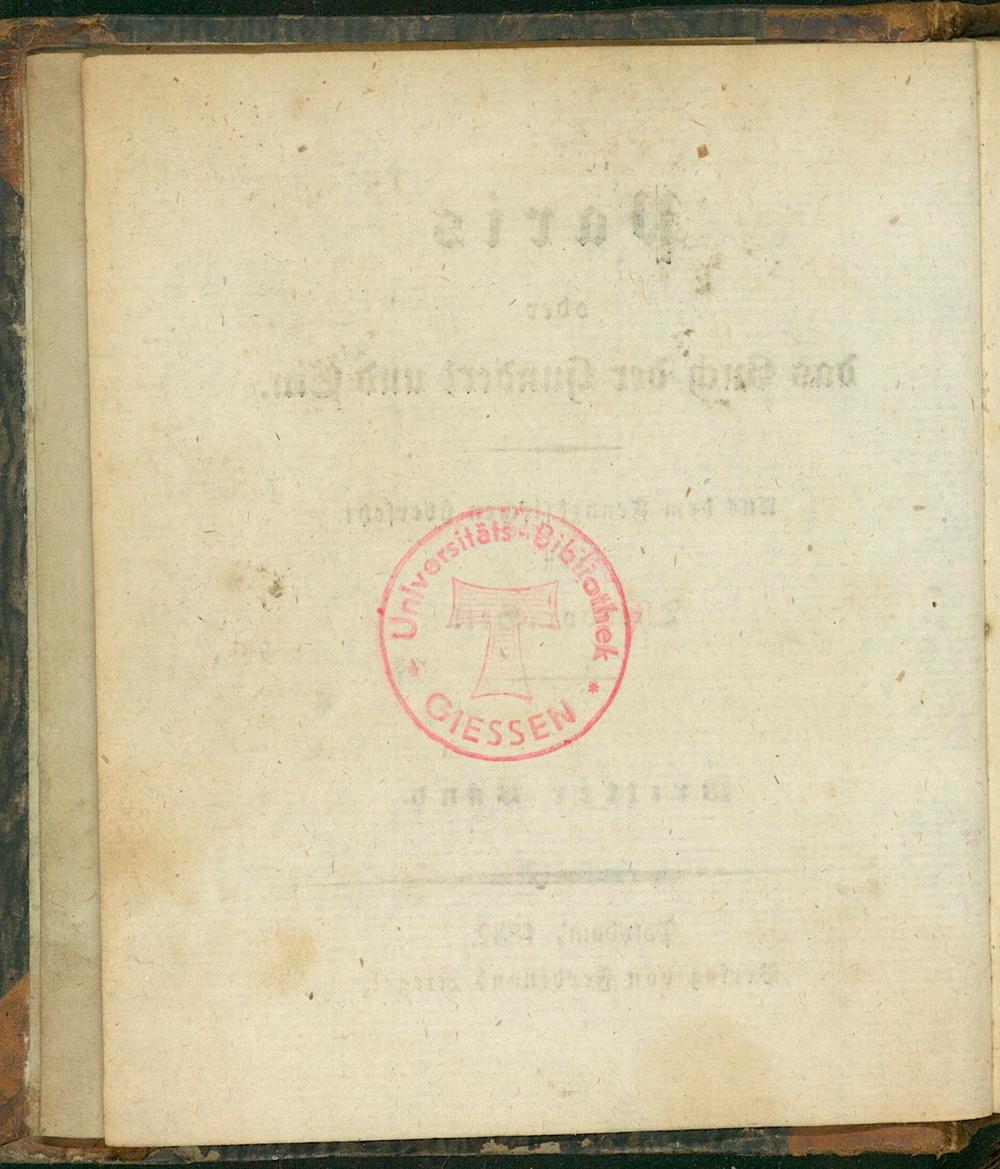 Universitäts-Bibliothek
* GIESSEN *
Paris
oder
das Buch der Hundert und Ein.
Aus dem Französischen übersetzt
von
Dritter Band.
Potsdam, 1832.
Verlag von Ferdinand Riegel.